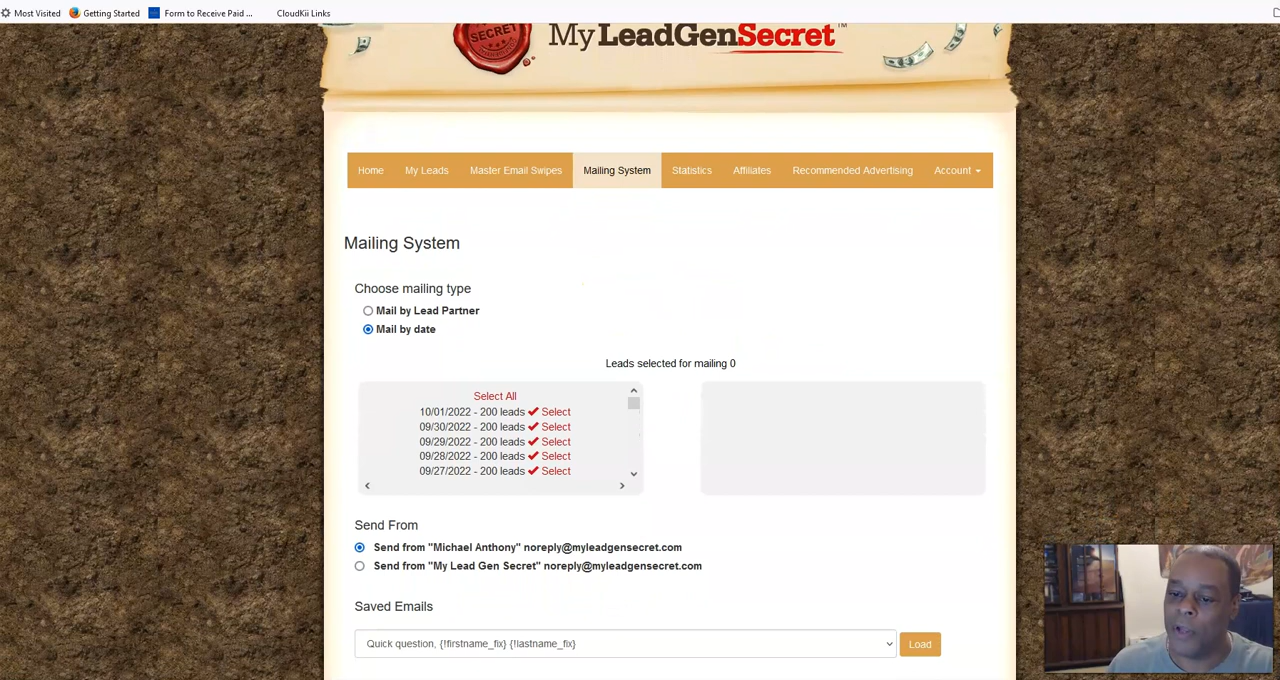 Most Visited Getting Started Form to Receive Paid ... CloudKii Links
SECRET
MyLeadGenSecret™
Home My Leads Master Email Swipes Mailing System Statistics Affiliates Recommended Advertising Account
Mailing System
Choose mailing type
Mail by Lead Partner
Mail by date
Leads selected for mailing 0
Select All
10/01/2022 - 200 leads ✔ Select
09/30/2022 - 200 leads ✔ Select
09/29/2022 - 200 leads ✔ Select
09/28/2022 - 200 leads ✔ Select
09/27/2022 - 200 leads ✔ Select
Send From
Send from "Michael Anthony" noreply@myleadgensecret.com
Send from "My Lead Gen Secret" noreply@myleadgensecret.com
Saved Emails
Quick question, {!firstname_fix} {!lastname_fix}
Load